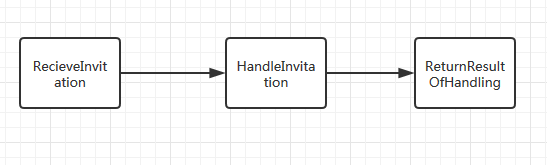 RecieveInvit
ation
HandleInvita
tion
ReturnResult
OfHandling